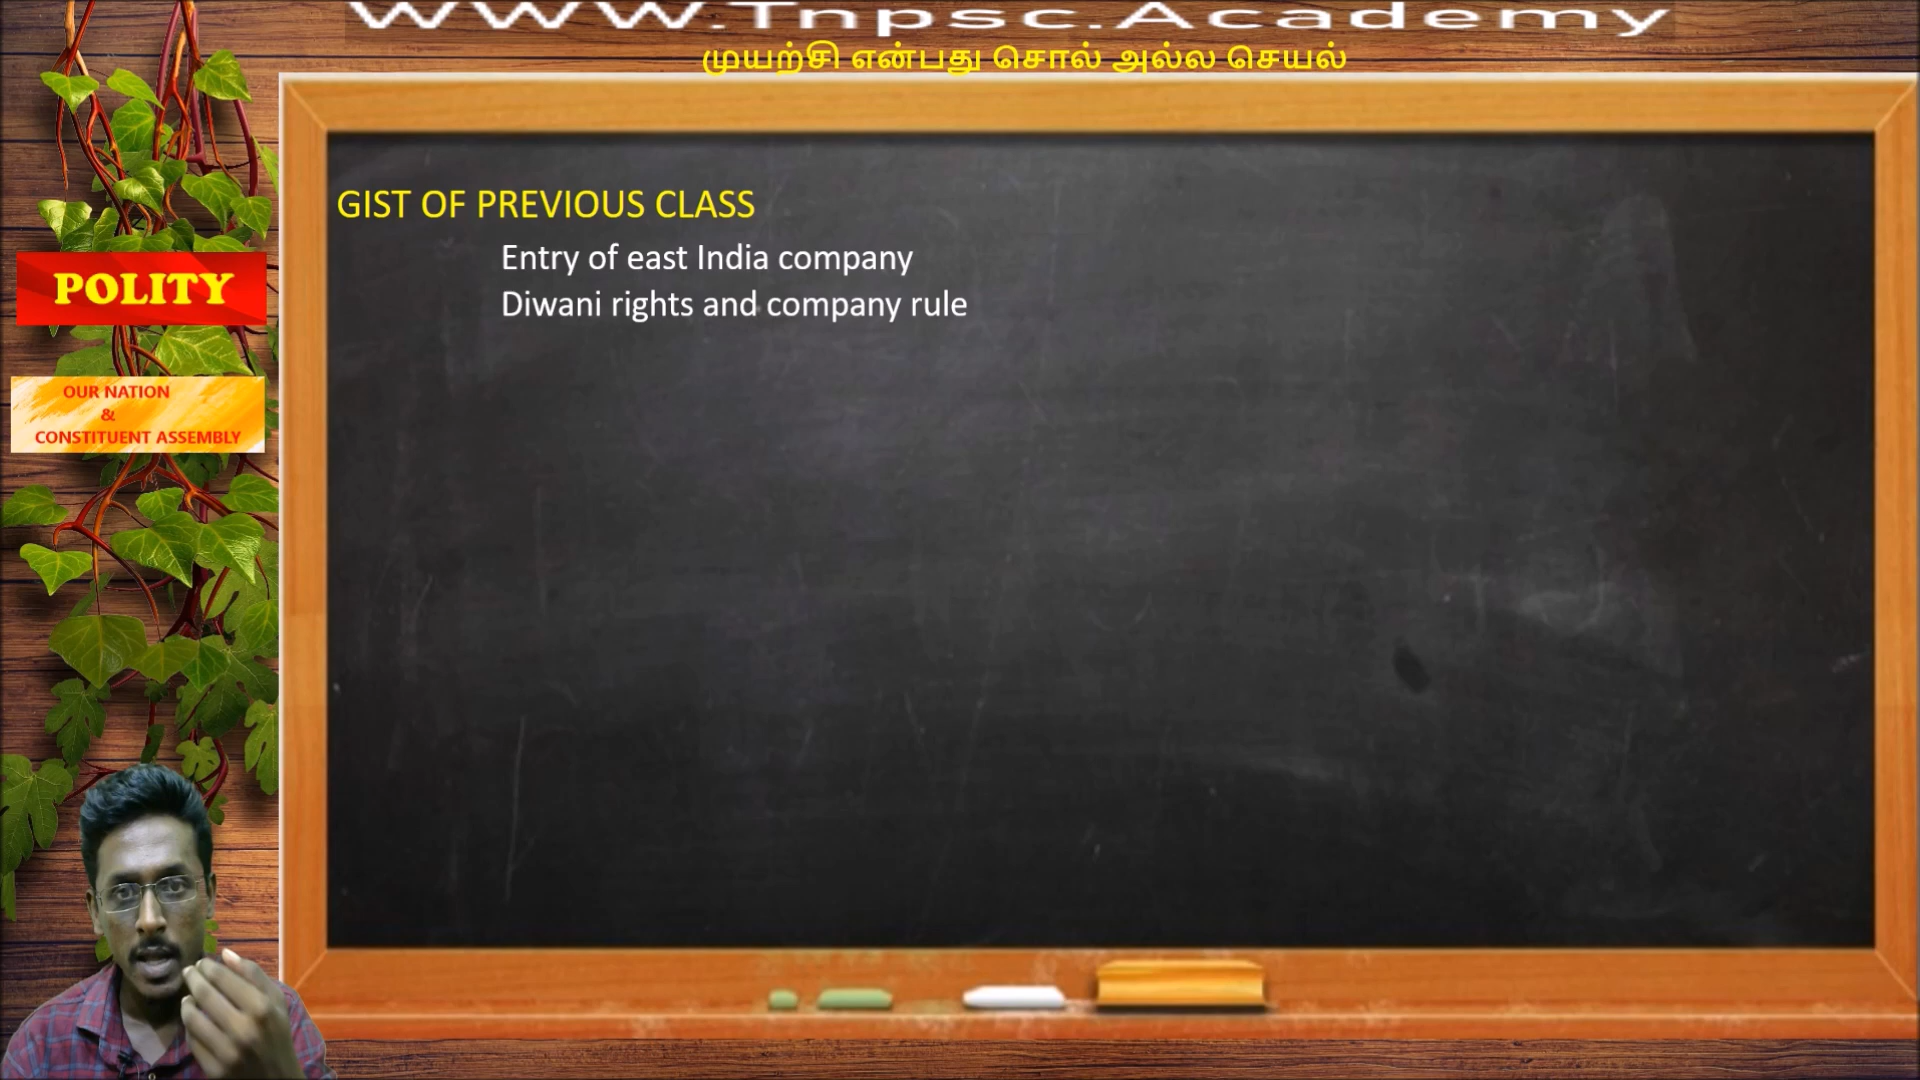 WWW.Tnpsc.Academy
முயற்சி என்பது சொல் அல்ல செயல்
GIST OF PREVIOUS CLASS
Entry of east India company
Diwani rights and company rule
POLITY
OUR NATION
&
CONSTITUENT ASSEMBLY